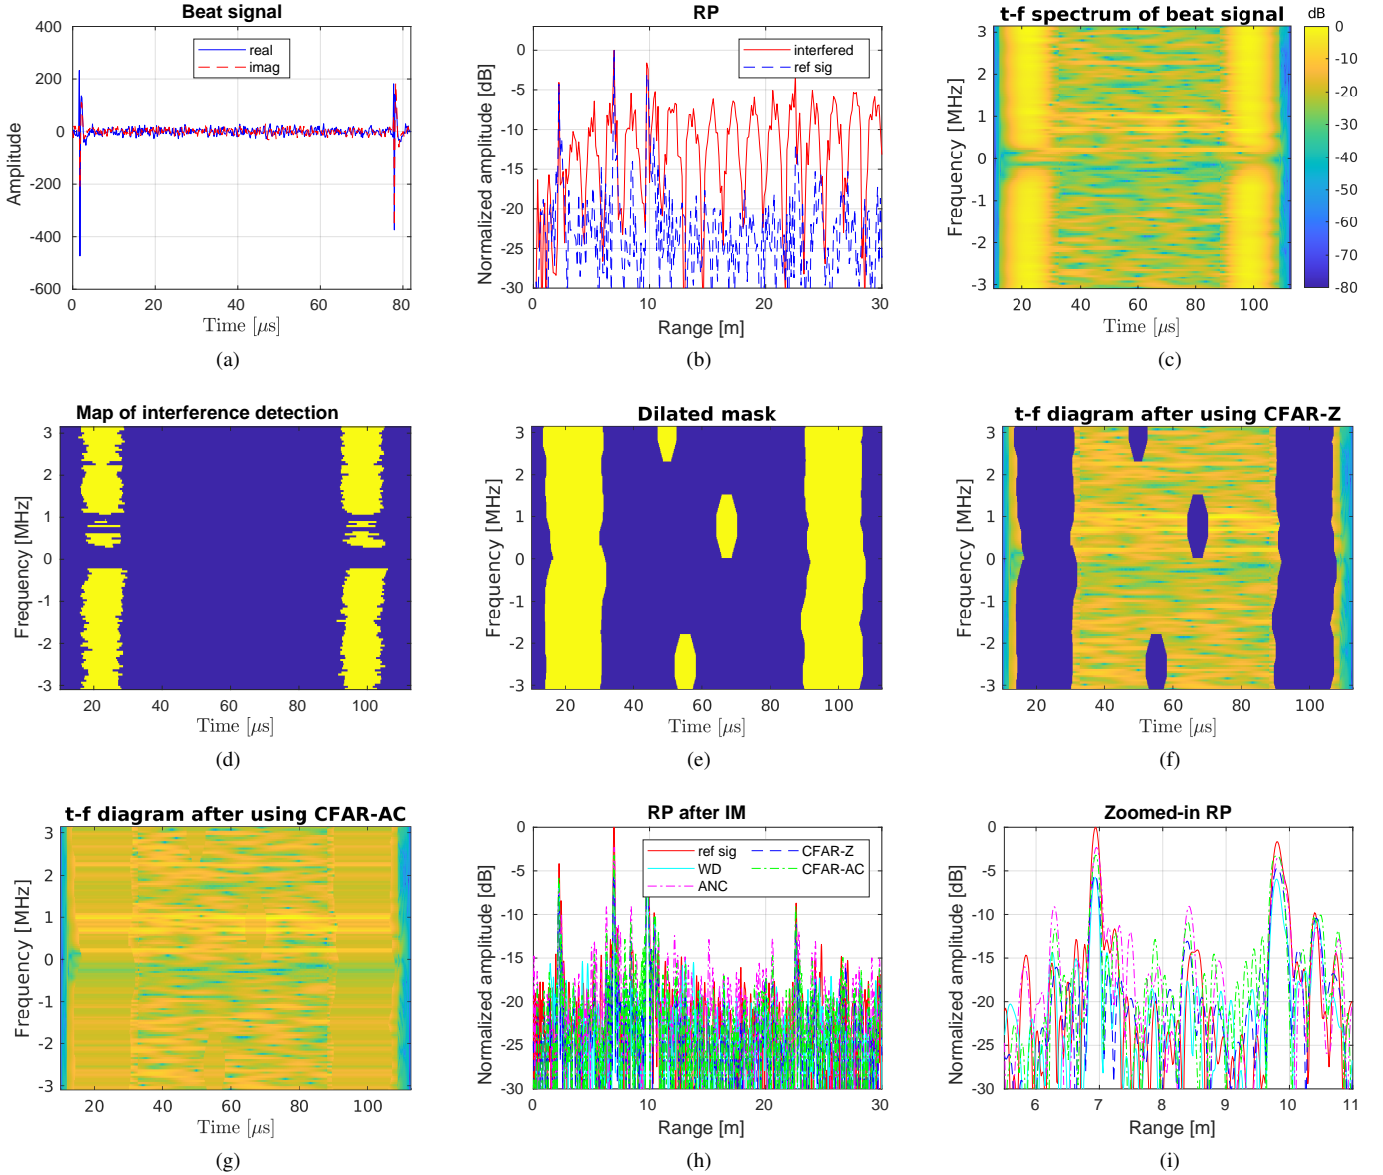 Beat signal
400
200
0
-200
-400
-600
0 20 40 60 80
Amplitude
Time [μs]
real
imag
(a)
RP
0
-5
-10
-15
-20
-25
-30
0 10 20 30
Normalized amplitude [dB]
Range [m]
interfered
ref sig
(b)
t-f spectrum of beat signal
dB
3
2
1
0
-1
-2
-3
20 40 60 80 100
Frequency [MHz]
Time [μs]
0
-10
-20
-30
-40
-50
-60
-70
-80
(c)
Map of interference detection
3
2
1
0
-1
-2
-3
20 40 60 80 100
Frequency [MHz]
Time [μs]
(d)
Dilated mask
3
2
1
0
-1
-2
-3
20 40 60 80 100
Frequency [MHz]
Time [μs]
(e)
t-f diagram after using CFAR-Z
3
2
1
0
-1
-2
-3
20 40 60 80 100
Frequency [MHz]
Time [μs]
(f)
t-f diagram after using CFAR-AC
3
2
1
0
-1
-2
-3
20 40 60 80 100
Frequency [MHz]
Time [μs]
(g)
RP after IM
0
-5
-10
-15
-20
-25
-30
0 10 20 30
Normalized amplitude [dB]
Range [m]
ref sig CFAR-Z
WD CFAR-AC
ANC
(h)
Zoomed-in RP
0
-5
-10
-15
-20
-25
-30
6 7 8 9 10 11
Normalized amplitude [dB]
Range [m]
(i)